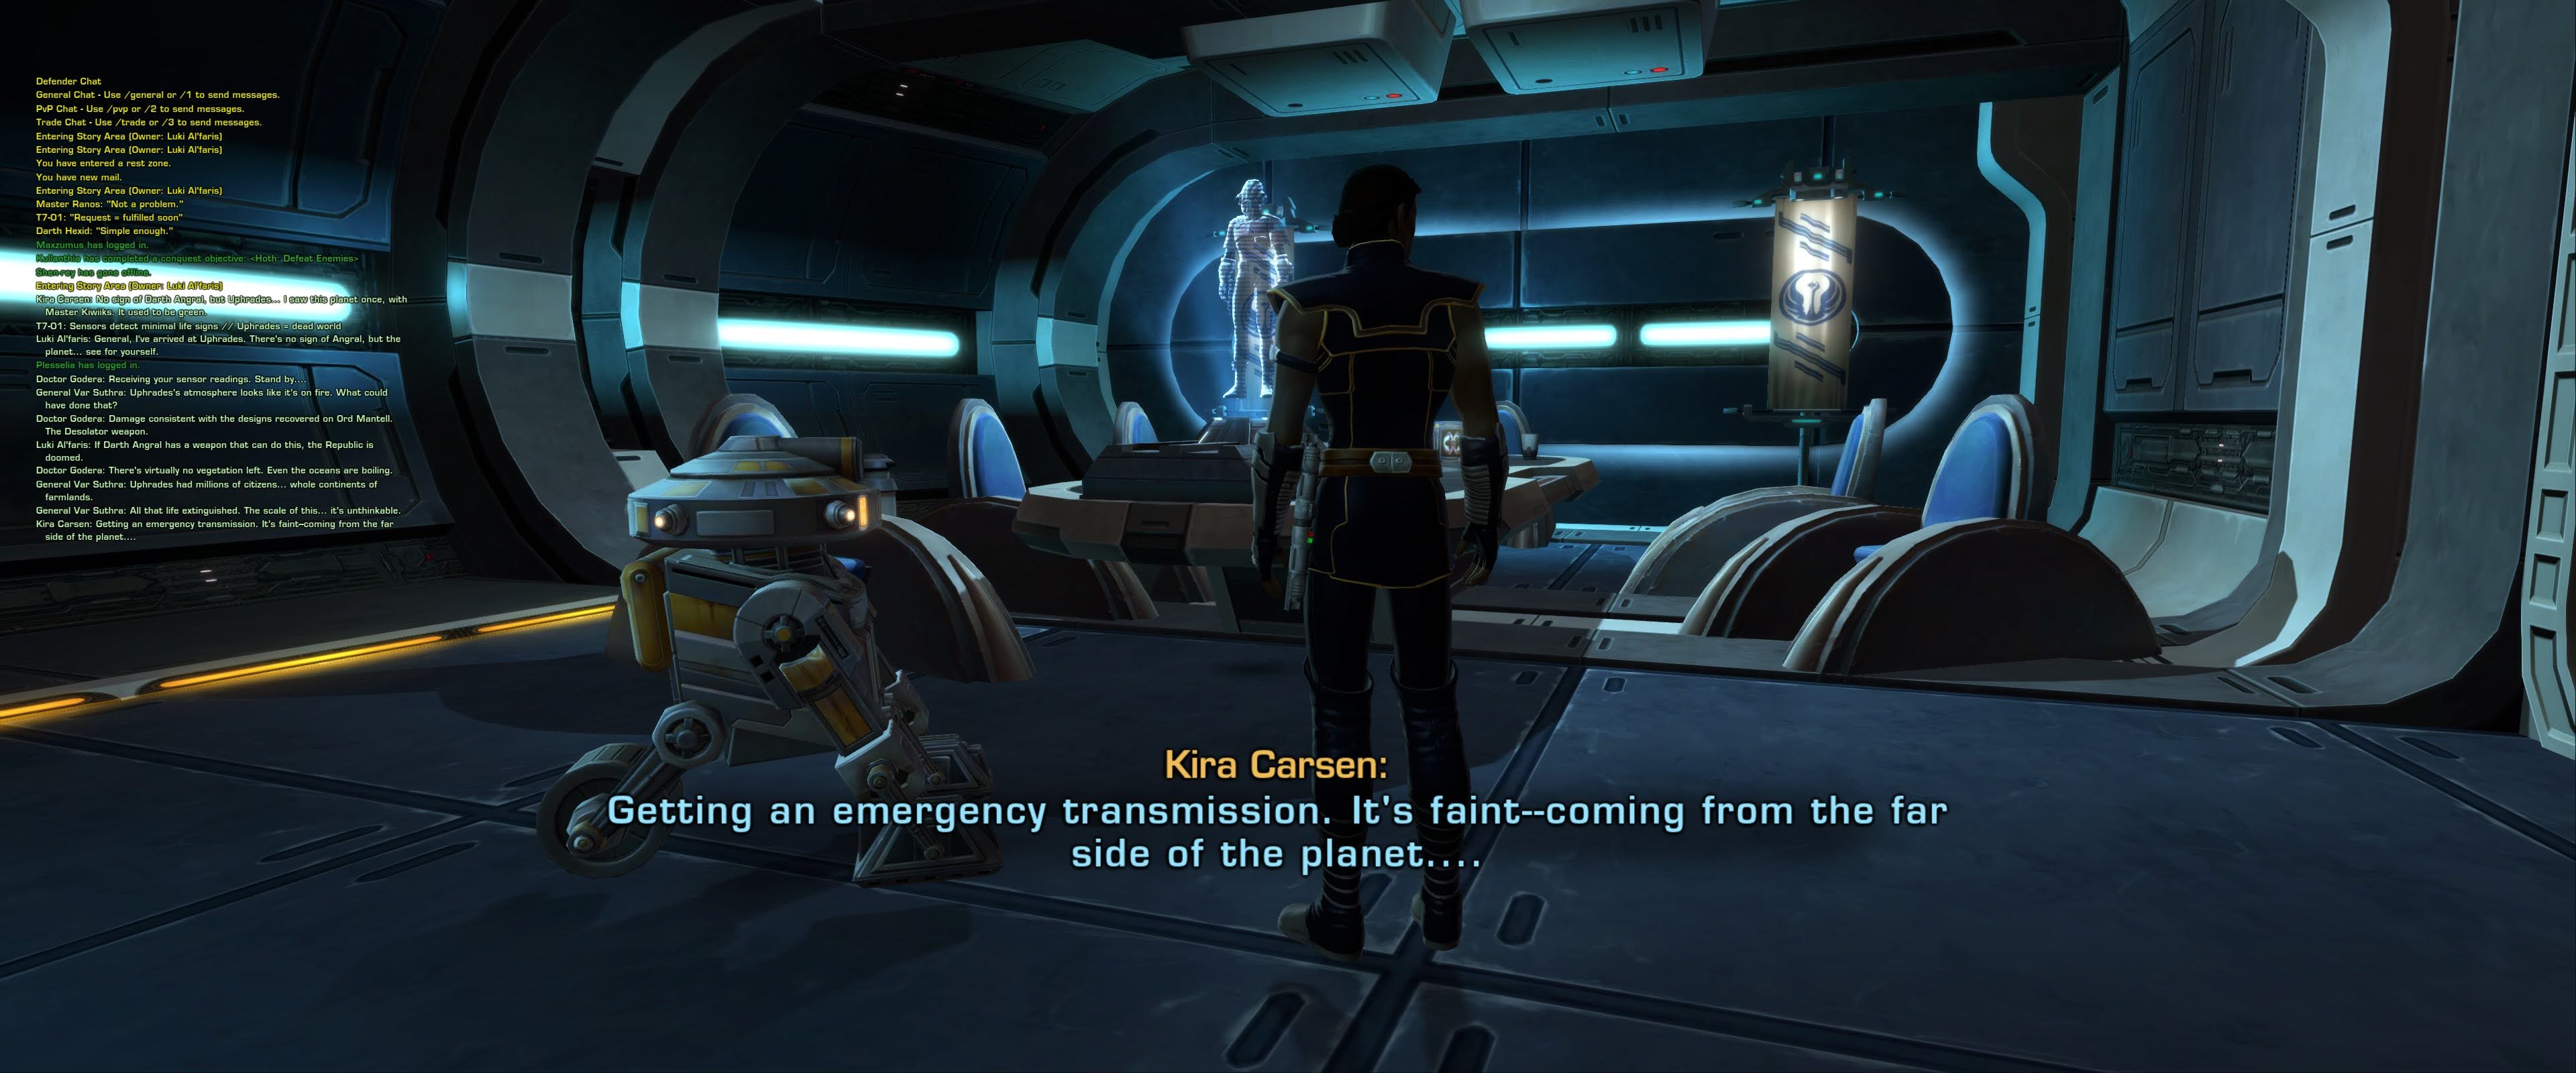 Defender Chat
General Chat - Use /general or /1 to send messages.
PvP Chat - Use /pvp or /2 to send messages.
Trade Chat - Use /trade or /3 to send messages.
Entering Story Area (Owner: Luki Al'faris)
Entering Story Area (Owner: Luki Al'faris)
You have entered a rest zone.
You have new mail.
Entering Story Area (Owner: Luki Al'faris)
Master Ranos: "Not a problem."
T7-01: "Request = fulfilled soon"
Darth Hexid: "Simple enough."
Maxzumus has logged in.
Kullanthia has completed a conquest objective: <Hoth: Defeat Enemies>
Shen-roy has gone offline.
Entering Story Area (Owner: Luki Al'faris)
Kira Carsen: No sign of Darth Angral, but Uphrades... I saw this planet once, with
Master Kiwiiks. It used to be green.
T7-01: Sensors detect minimal life signs // Uphrades = dead world
Luki Al'faris: General, I've arrived at Uphrades. There's no sign of Angral, but the
planet... see for yourself.
Plesselia has logged in.
Doctor Godera: Receiving your sensor readings. Stand by....
General Var Suthra: Uphrades's atmosphere looks like it's on fire. What could
have done that?
Doctor Godera: Damage consistent with the designs recovered on Ord Mantell.
The Desolator weapon.
Luki Al'faris: If Darth Angral has a weapon that can do this, the Republic is
doomed.
Doctor Godera: There's virtually no vegetation left. Even the oceans are boiling.
General Var Suthra: Uphrades had millions of citizens... whole continents of
farmlands.
General Var Suthra: All that life extinguished. The scale of this... it's unthinkable.
Kira Carsen: Getting an emergency transmission. It's faint--coming from the far
side of the planet....
Kira Carsen:
Getting an emergency transmission. It's faint--coming from the far
side of the planet....